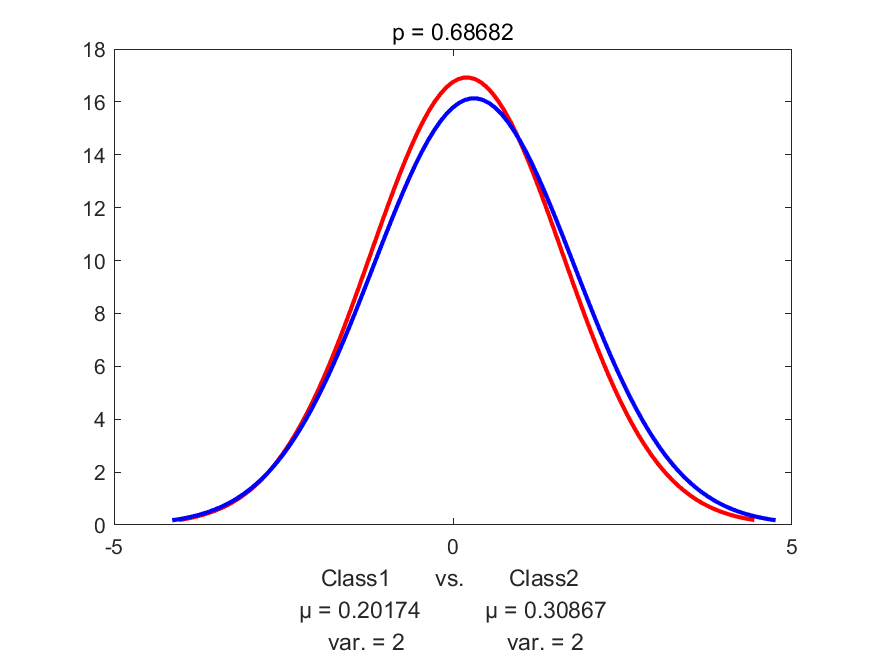 p = 0.68682
18
16
14
12
10
8
6
4
2
0
-5 0 5
Class1 vs. Class2
μ = 0.20174 μ = 0.30867
var. = 2 var. = 2